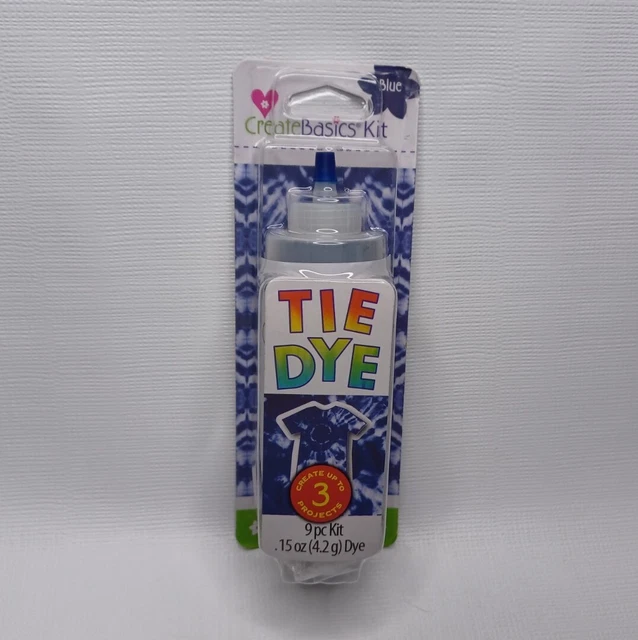 Blue
CreateBasics® Kit
TIE
DYE
CREATE UP TO
3
PROJECTS
9 pc Kit
.15 oz (4.2 g) Dye